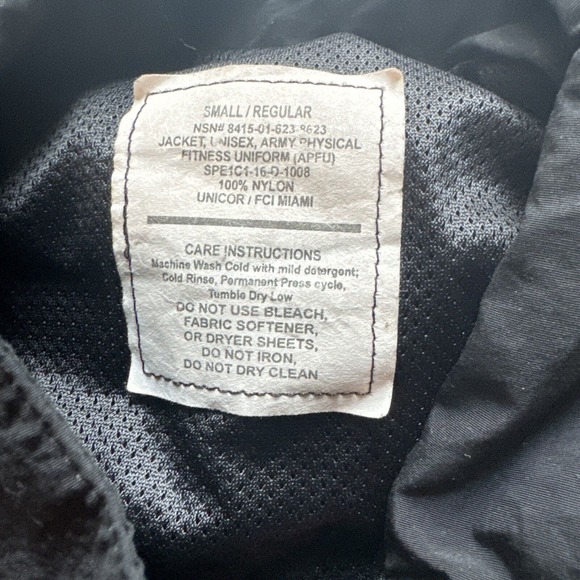 SMALL / REGULAR
NSN# 8415-01-623-8623
JACKET, UNISEX, ARMY PHYSICAL
FITNESS UNIFORM (APFU)
SPE1C1-16-D-1008
100% NYLON
UNICOR / FCI MIAMI
CARE INSTRUCTIONS
Machine Wash Cold with mild detergent;
Cold Rinse, Permanent Press cycle,
Tumble Dry Low
DO NOT USE BLEACH,
FABRIC SOFTENER,
OR DRYER SHEETS,
DO NOT IRON,
DO NOT DRY CLEAN